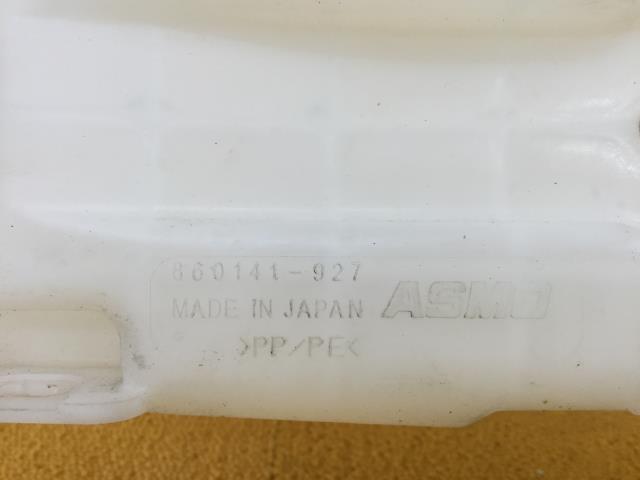 860141-927
MADE IN JAPAN ASMO
>PP/PE<